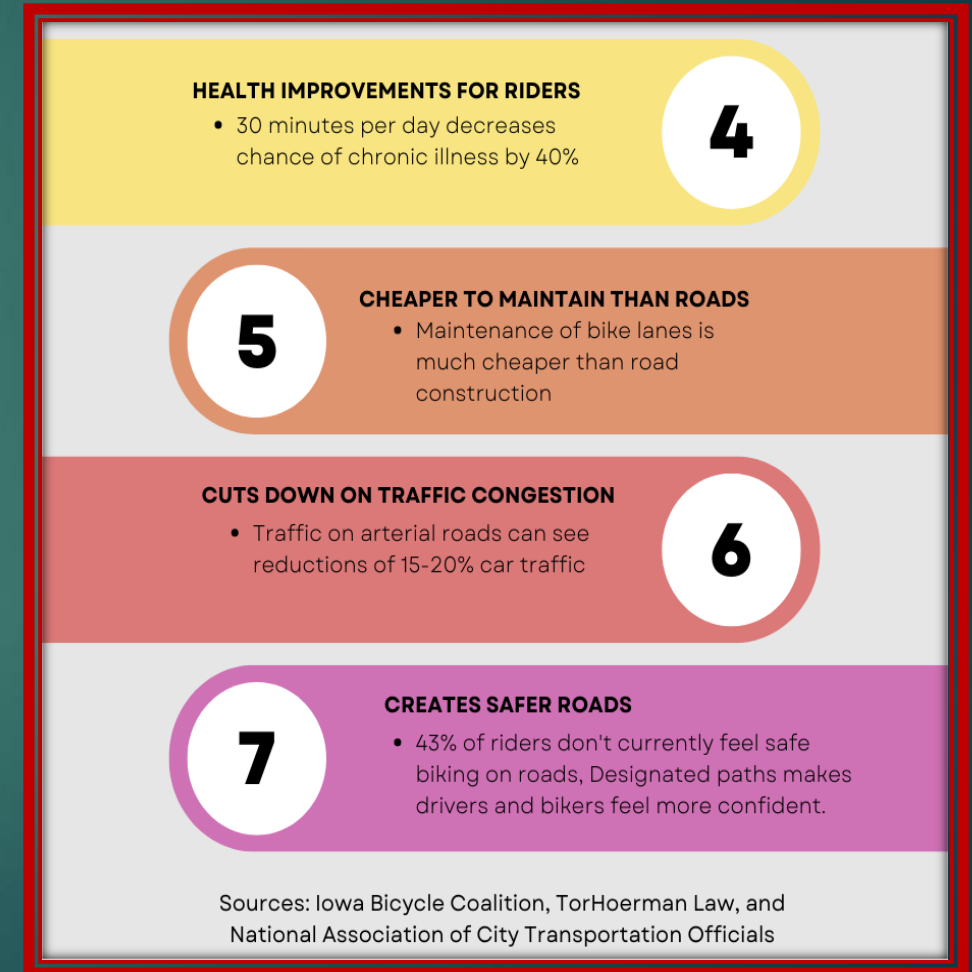 HEALTH IMPROVEMENTS FOR RIDERS
• 30 minutes per day decreases
chance of chronic illness by 40%
4
5
CHEAPER TO MAINTAIN THAN ROADS
• Maintenance of bike lanes is
much cheaper than road
construction
CUTS DOWN ON TRAFFIC CONGESTION
• Traffic on arterial roads can see
reductions of 15-20% car traffic
6
7
CREATES SAFER ROADS
• 43% of riders don't currently feel safe
biking on roads, Designated paths makes
drivers and bikers feel more confident.
Sources: Iowa Bicycle Coalition, TorHoerman Law, and
National Association of City Transportation Officials